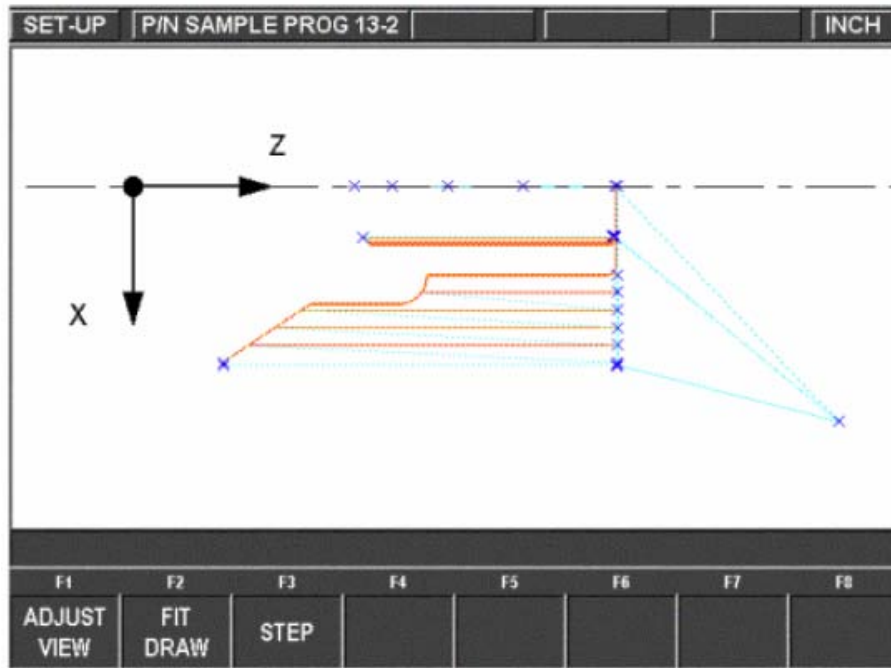 SET-UP P/N SAMPLE PROG 13-2 INCH
Z
X
F1 F2 F3 F4 F5 F6 F7 F8
ADJUST VIEW FIT DRAW STEP